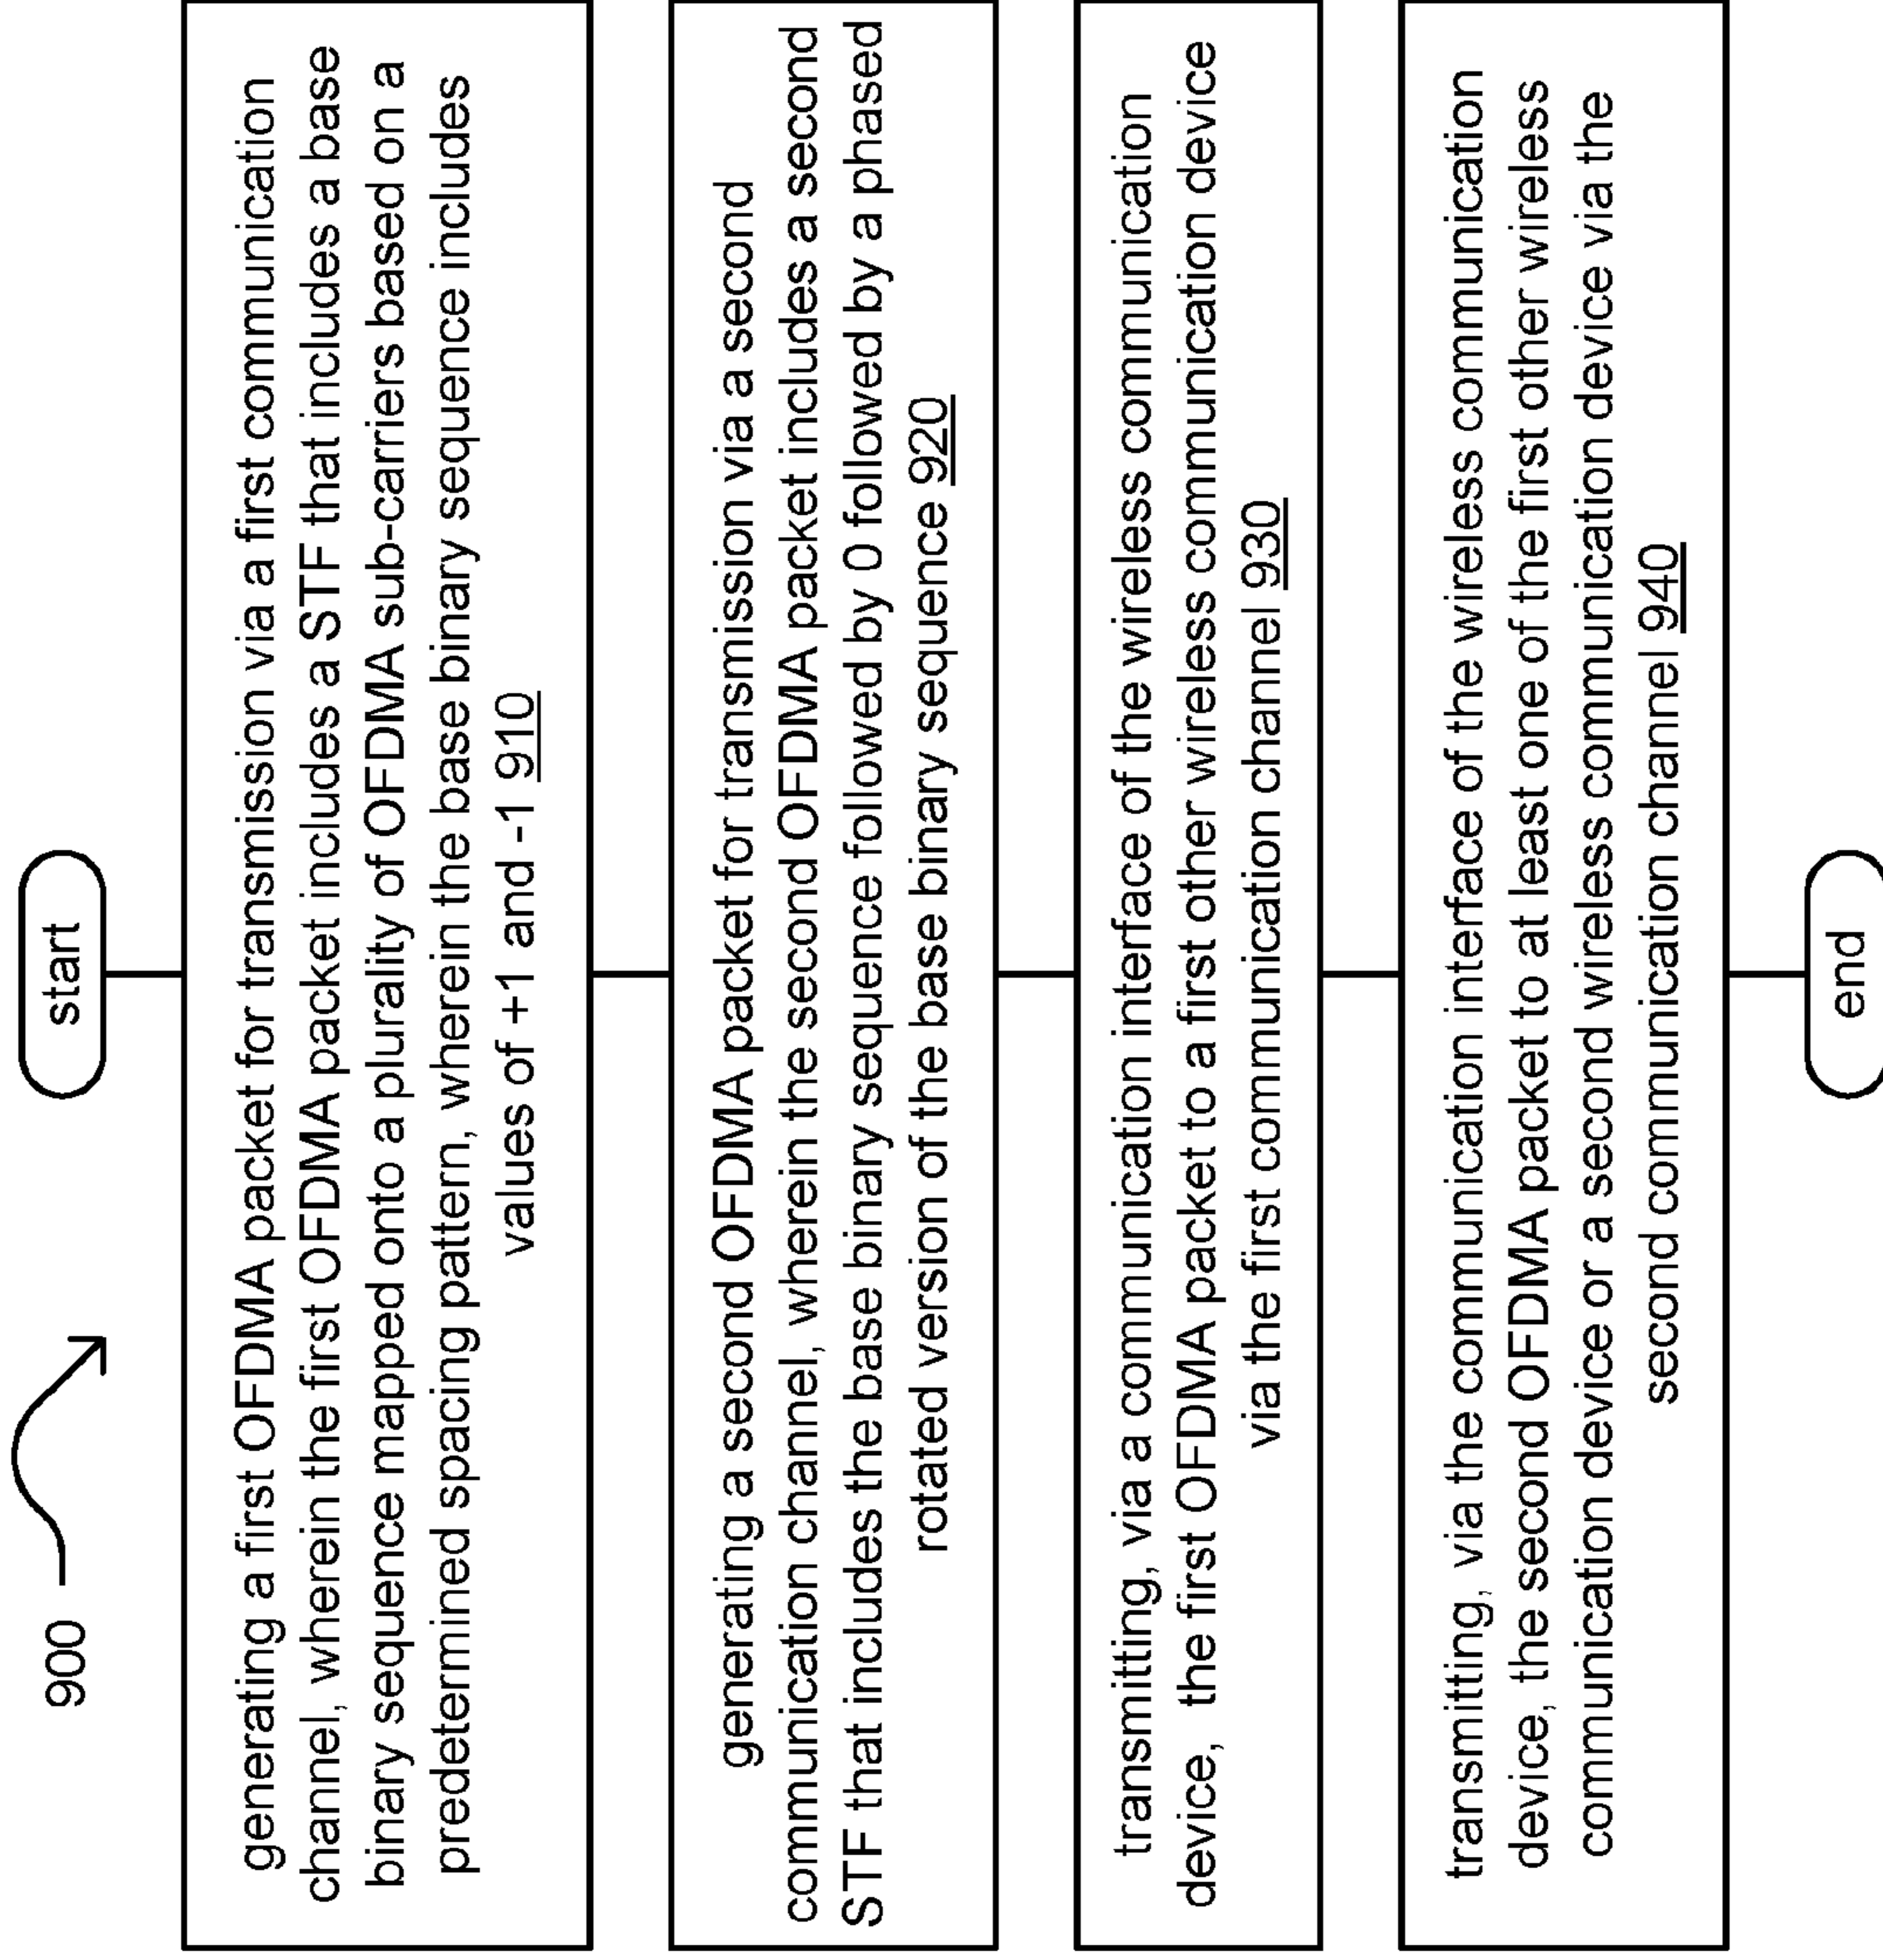 900
start
generating a first OFDMA packet for transmission via a first communication
channel, wherein the first OFDMA packet includes a STF that includes a base
binary sequence mapped onto a plurality of OFDMA sub-carriers based on a
predetermined spacing pattern, wherein the base binary sequence includes
values of +1 and -1 910
generating a second OFDMA packet for transmission via a second
communication channel, wherein the second OFDMA packet includes a second
STF that includes the base binary sequence followed by 0 followed by a phased
rotated version of the base binary sequence 920
transmitting, via a communication interface of the wireless communication
device, the first OFDMA packet to a first other wireless communication device
via the first communication channel 930
transmitting, via the communication interface of the wireless communication
device, the second OFDMA packet to at least one of the first other wireless
communication device or a second wireless communication device via the
second communication channel 940
end